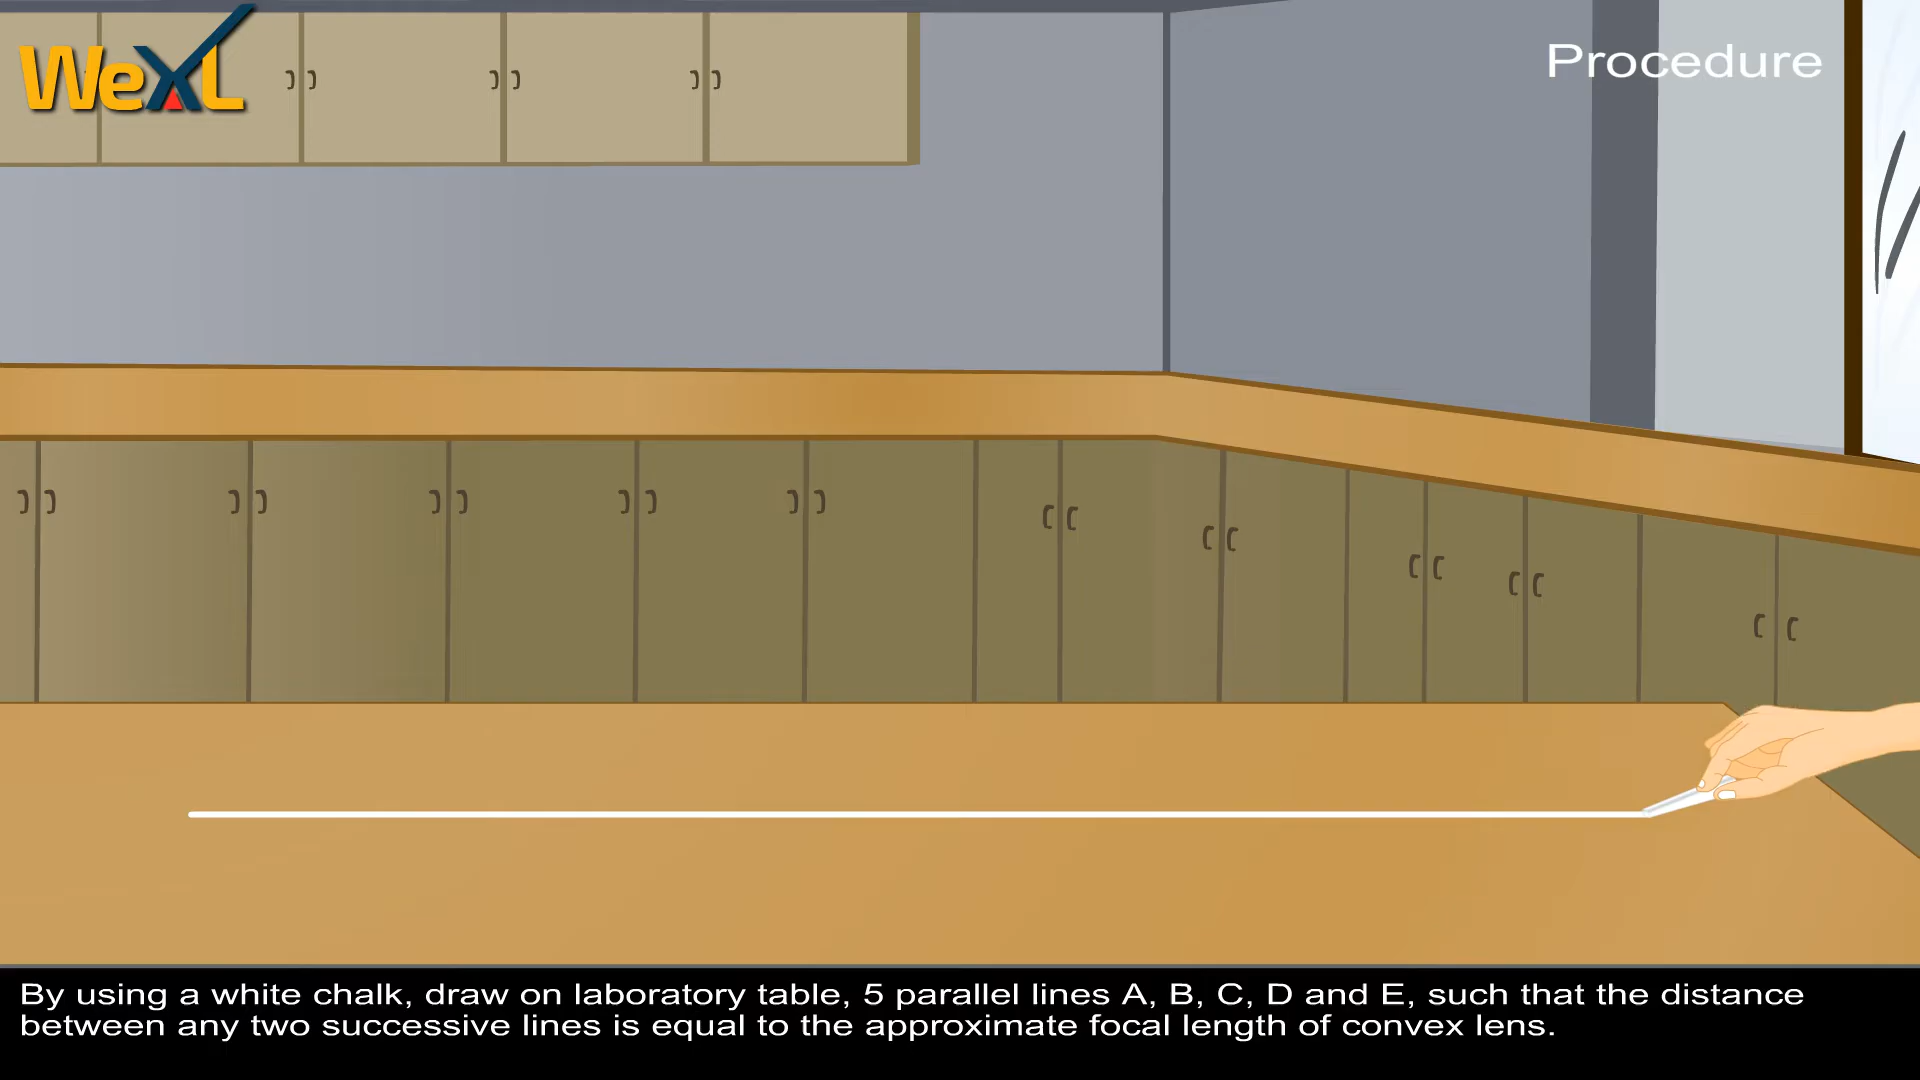 WeXL
Procedure
By using a white chalk, draw on laboratory table, 5 parallel lines A, B, C, D and E, such that the distance
between any two successive lines is equal to the approximate focal length of convex lens.